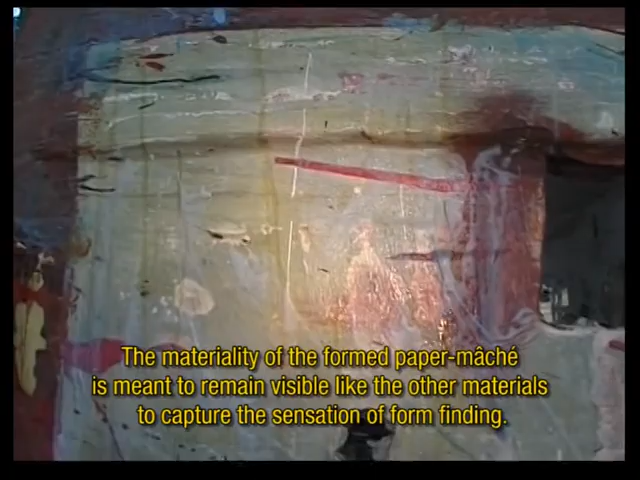 The materiality of the formed paper-mâché
is meant to remain visible like the other materials
to capture the sensation of form finding.